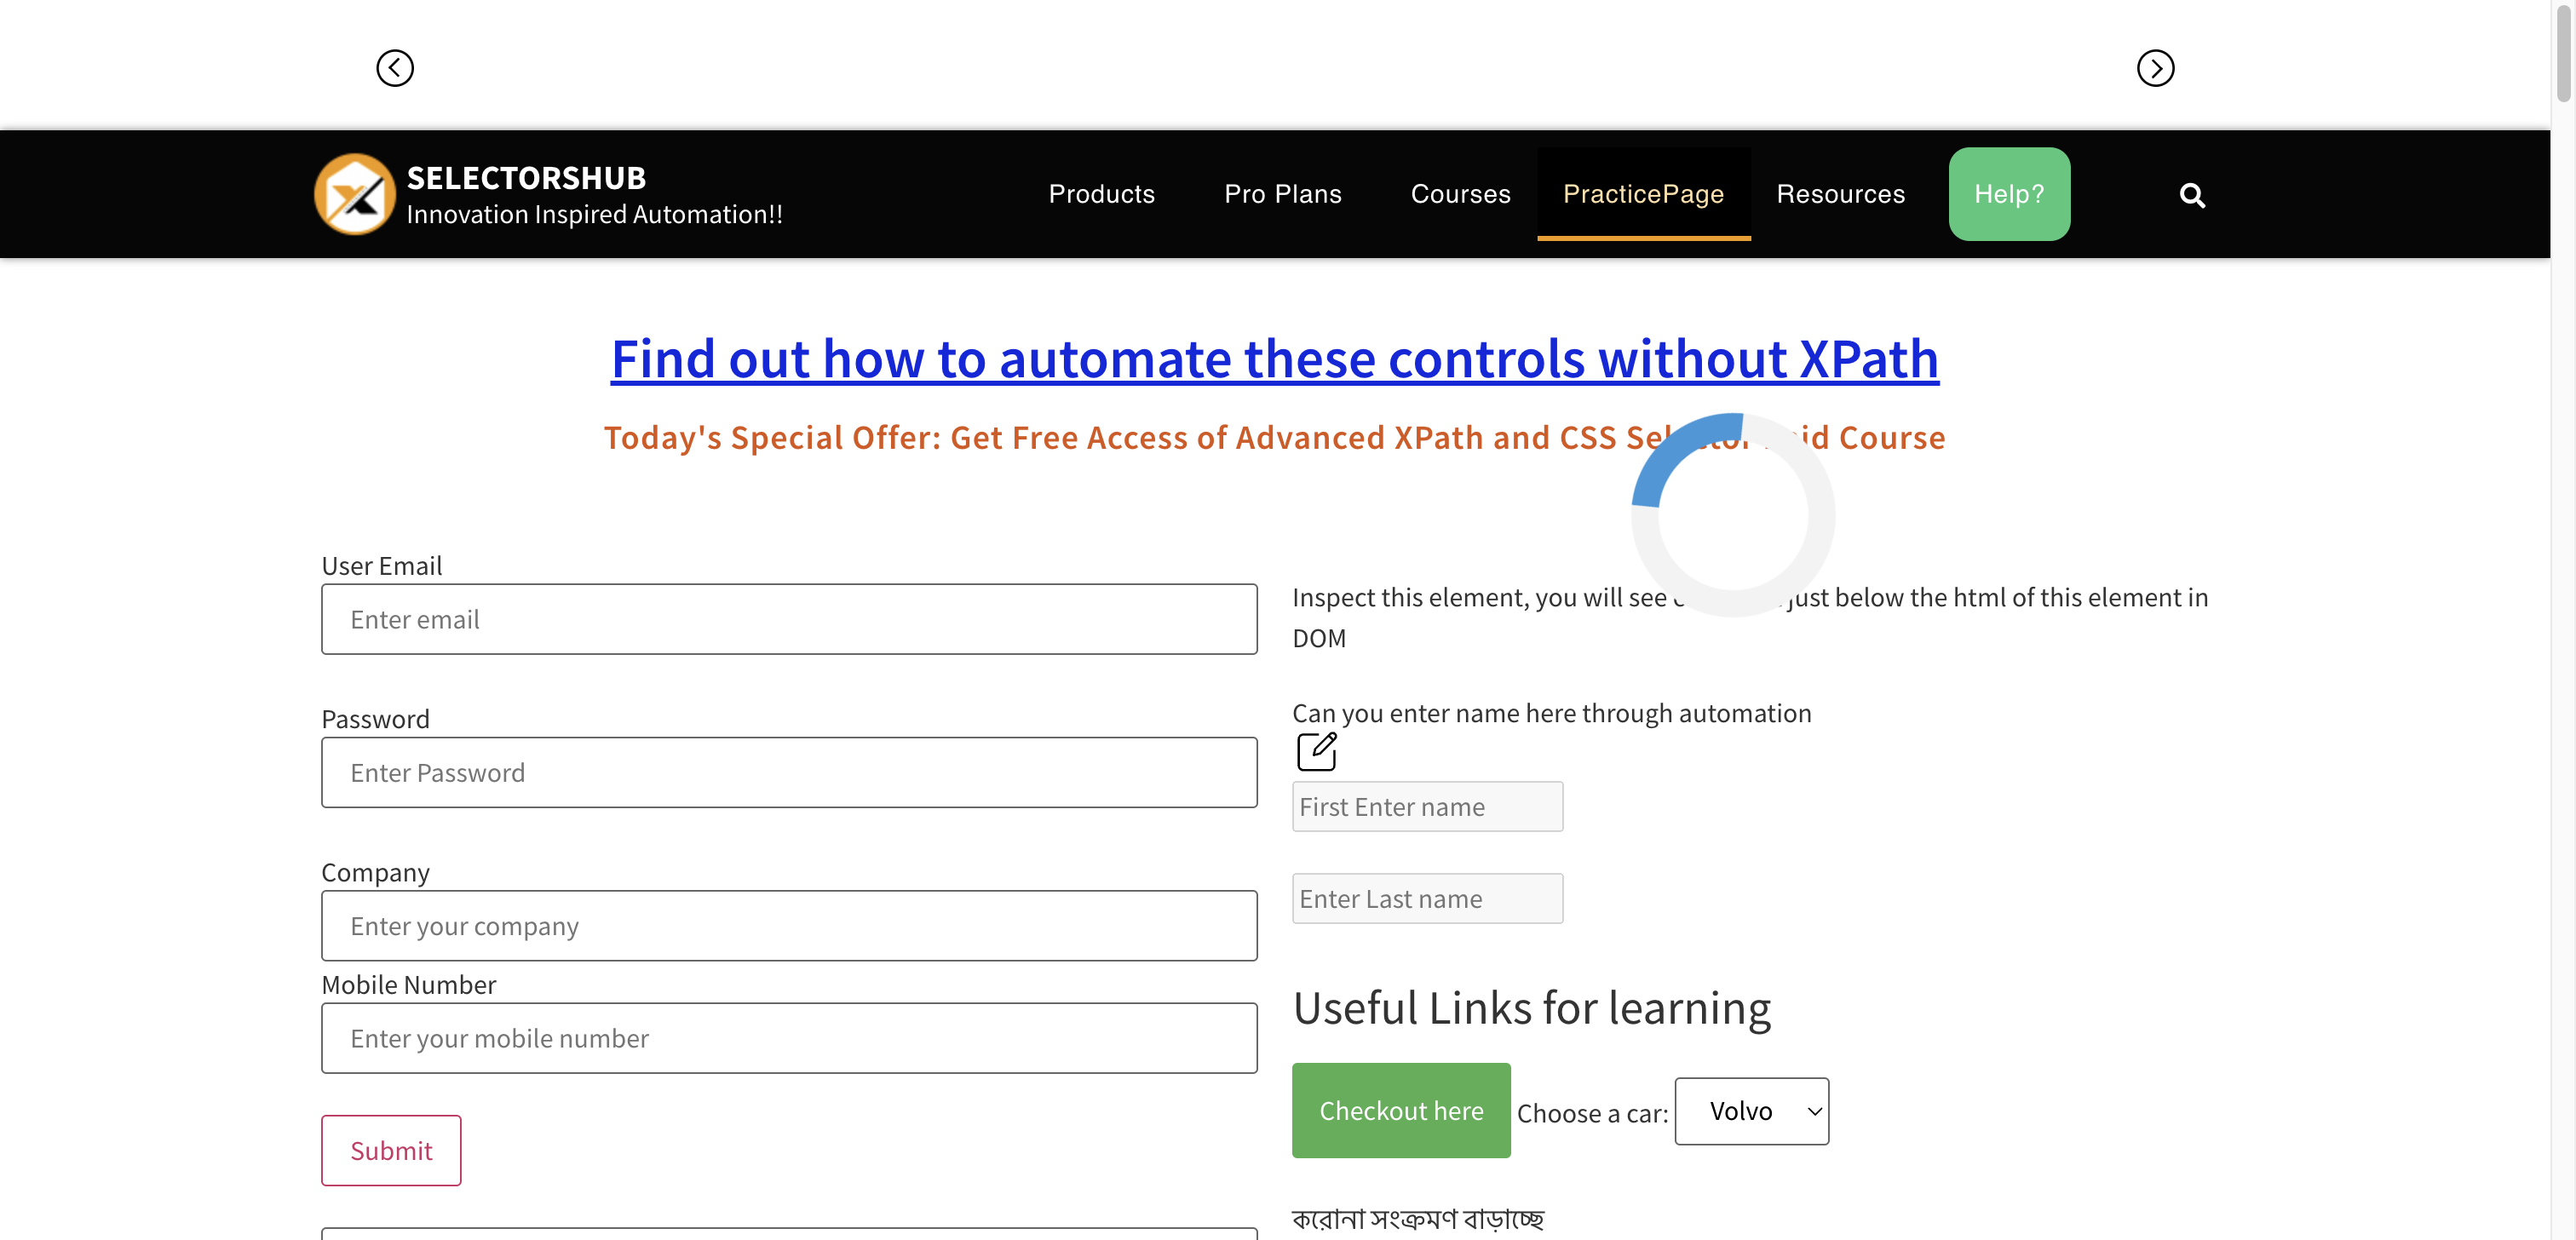 SELECTORSHUB
Innovation Inspired Automation!!
Products
Pro Plans
Courses
PracticePage
Resources
Help?
Find out how to automate these controls without XPath
Today's Special Offer: Get Free Access of Advanced XPath and CSS Course
User Email
Enter email
Password
Enter Password
Company
Enter your company
Mobile Number
Enter your mobile number
Submit
Inspect this element, you will see just below the html of this element in
DOM
Can you enter name here through automation
First Enter name
Enter Last name
Useful Links for learning
Checkout here
Choose a car:
Volvo
করোনা সংক্রমণ বাড়াচ্ছে